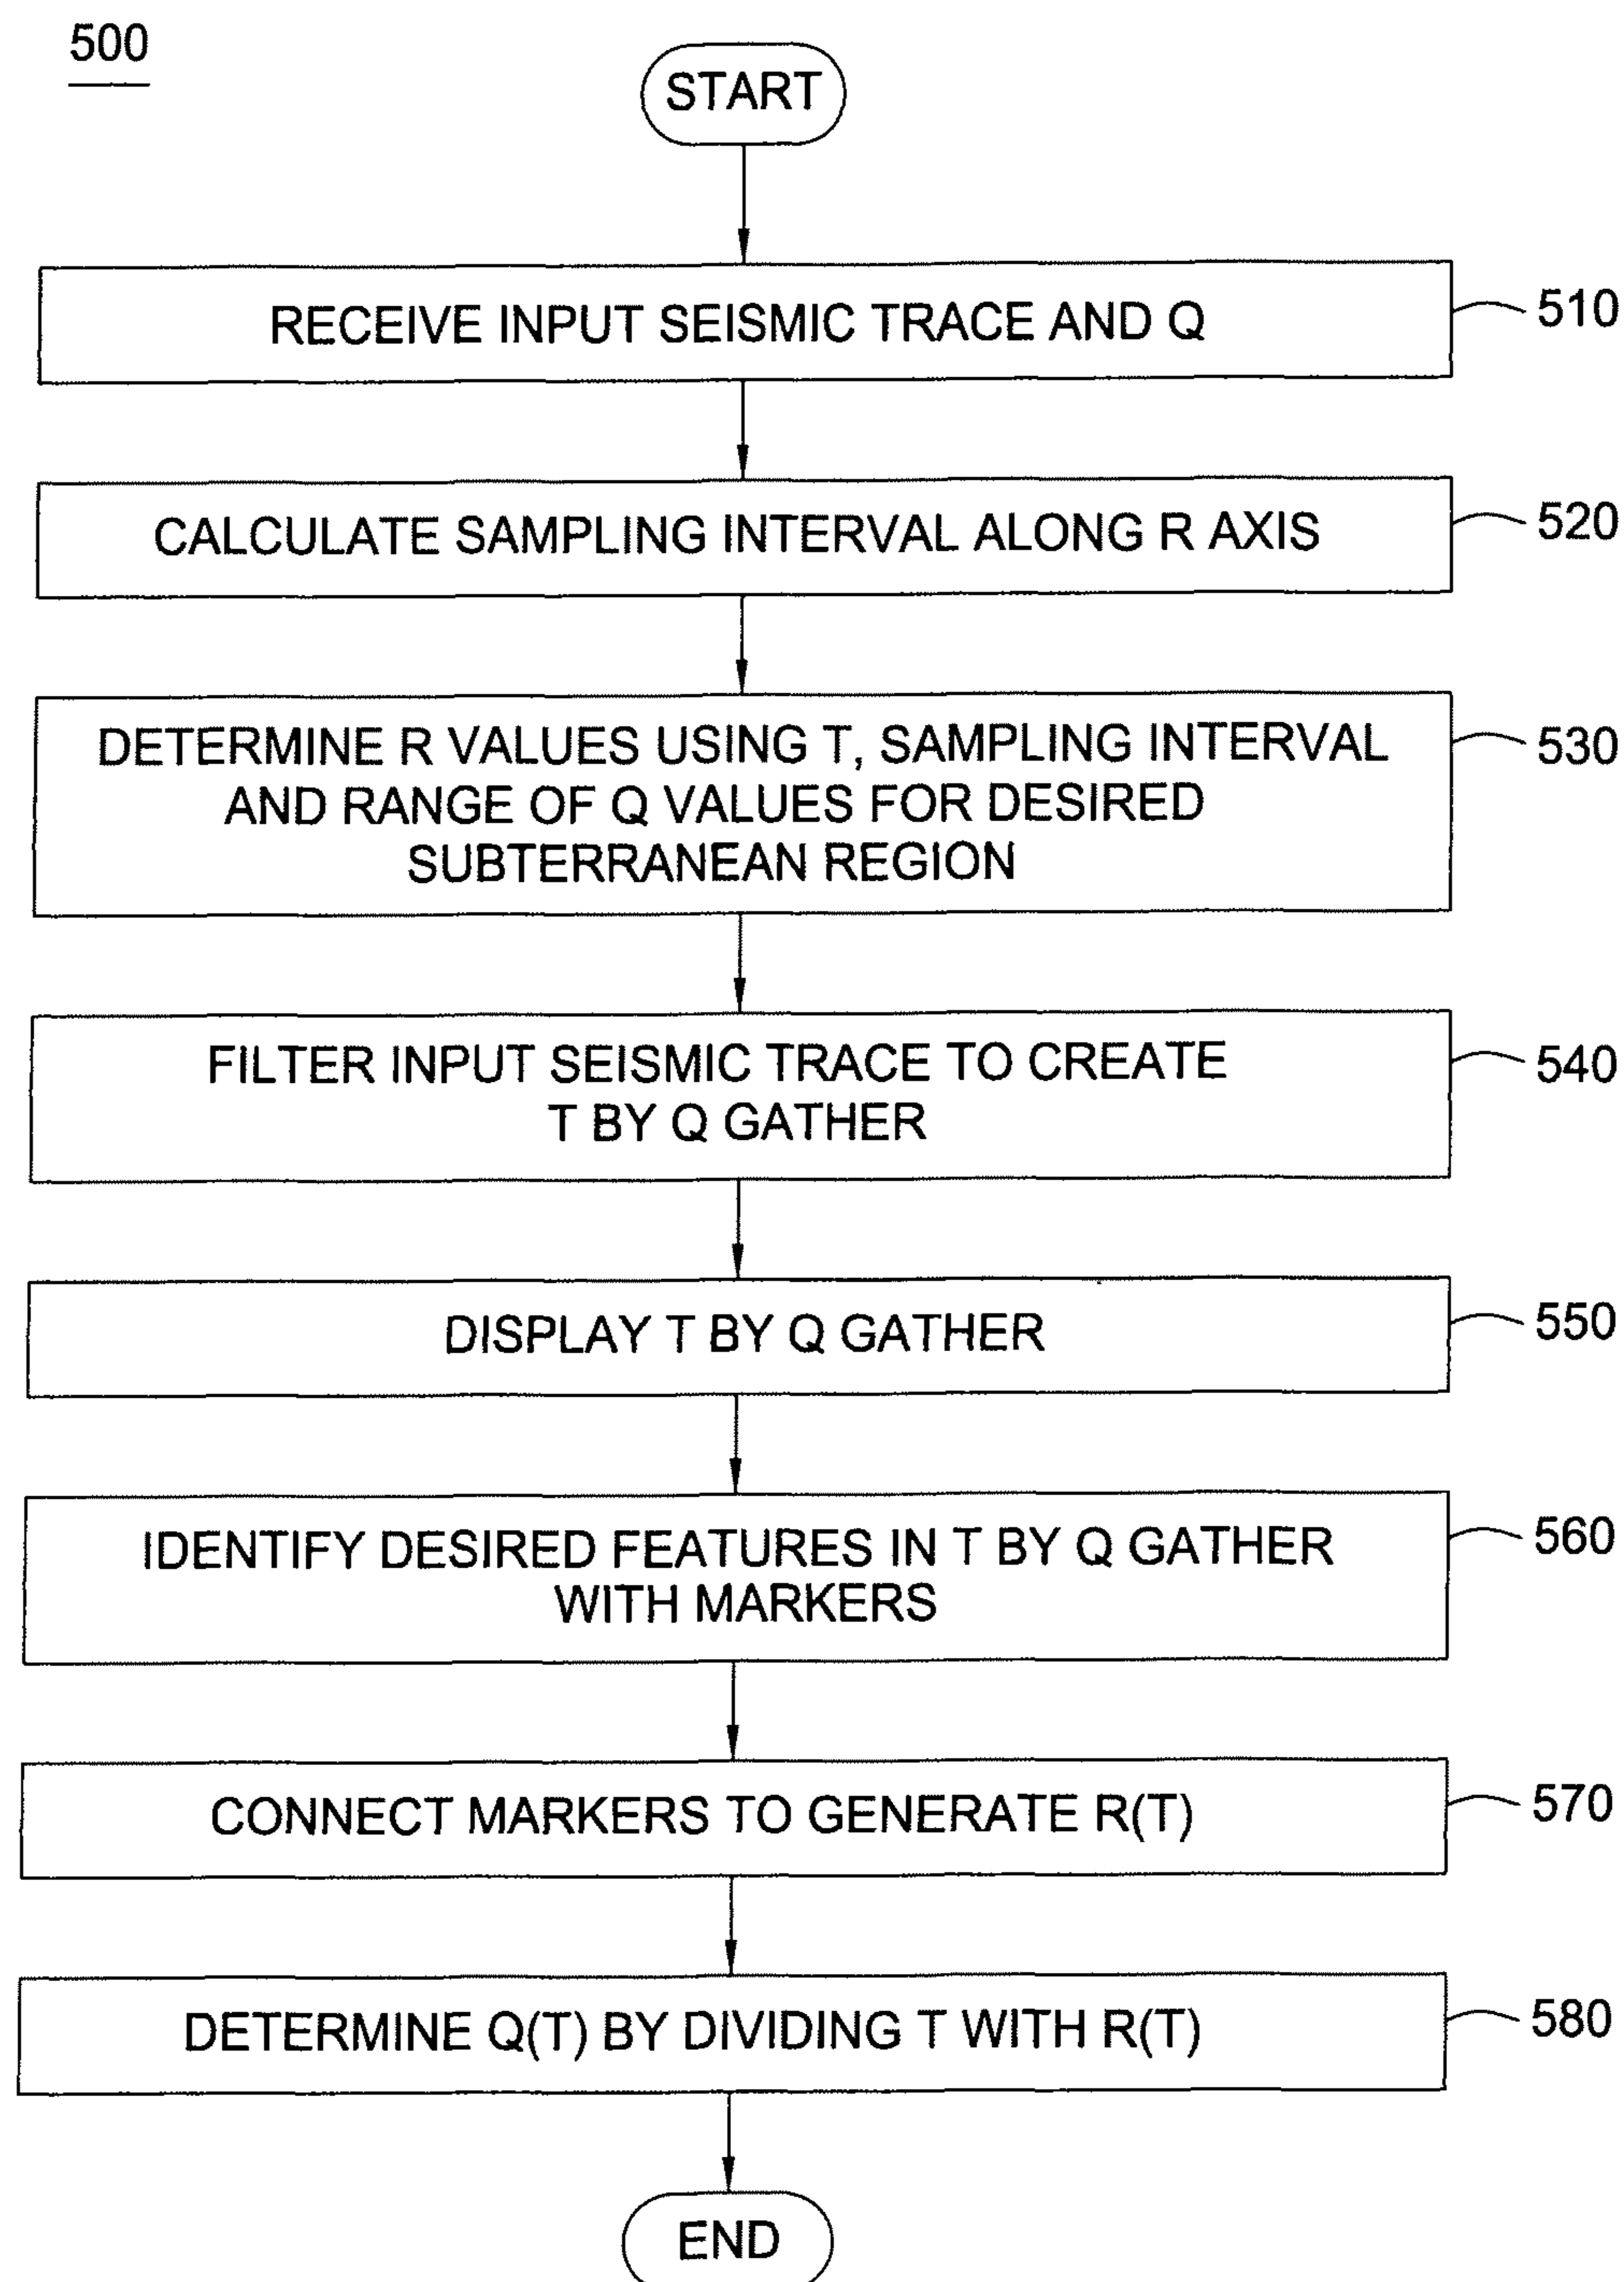 500
START
RECEIVE INPUT SEISMIC TRACE AND Q
510
CALCULATE SAMPLING INTERVAL ALONG R AXIS
520
DETERMINE R VALUES USING T, SAMPLING INTERVAL
AND RANGE OF Q VALUES FOR DESIRED
SUBTERRANEAN REGION
530
FILTER INPUT SEISMIC TRACE TO CREATE
T BY Q GATHER
540
DISPLAY T BY Q GATHER
550
IDENTIFY DESIRED FEATURES IN T BY Q GATHER
WITH MARKERS
560
CONNECT MARKERS TO GENERATE R(T)
570
DETERMINE Q(T) BY DIVIDING T WITH R(T)
580
END